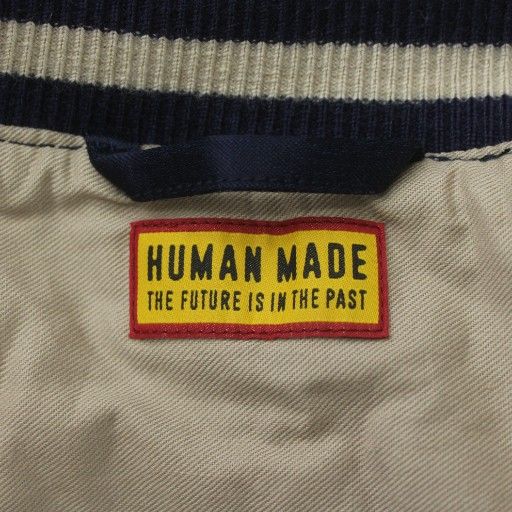 HUMAN MADE
THE FUTURE IS IN THE PAST